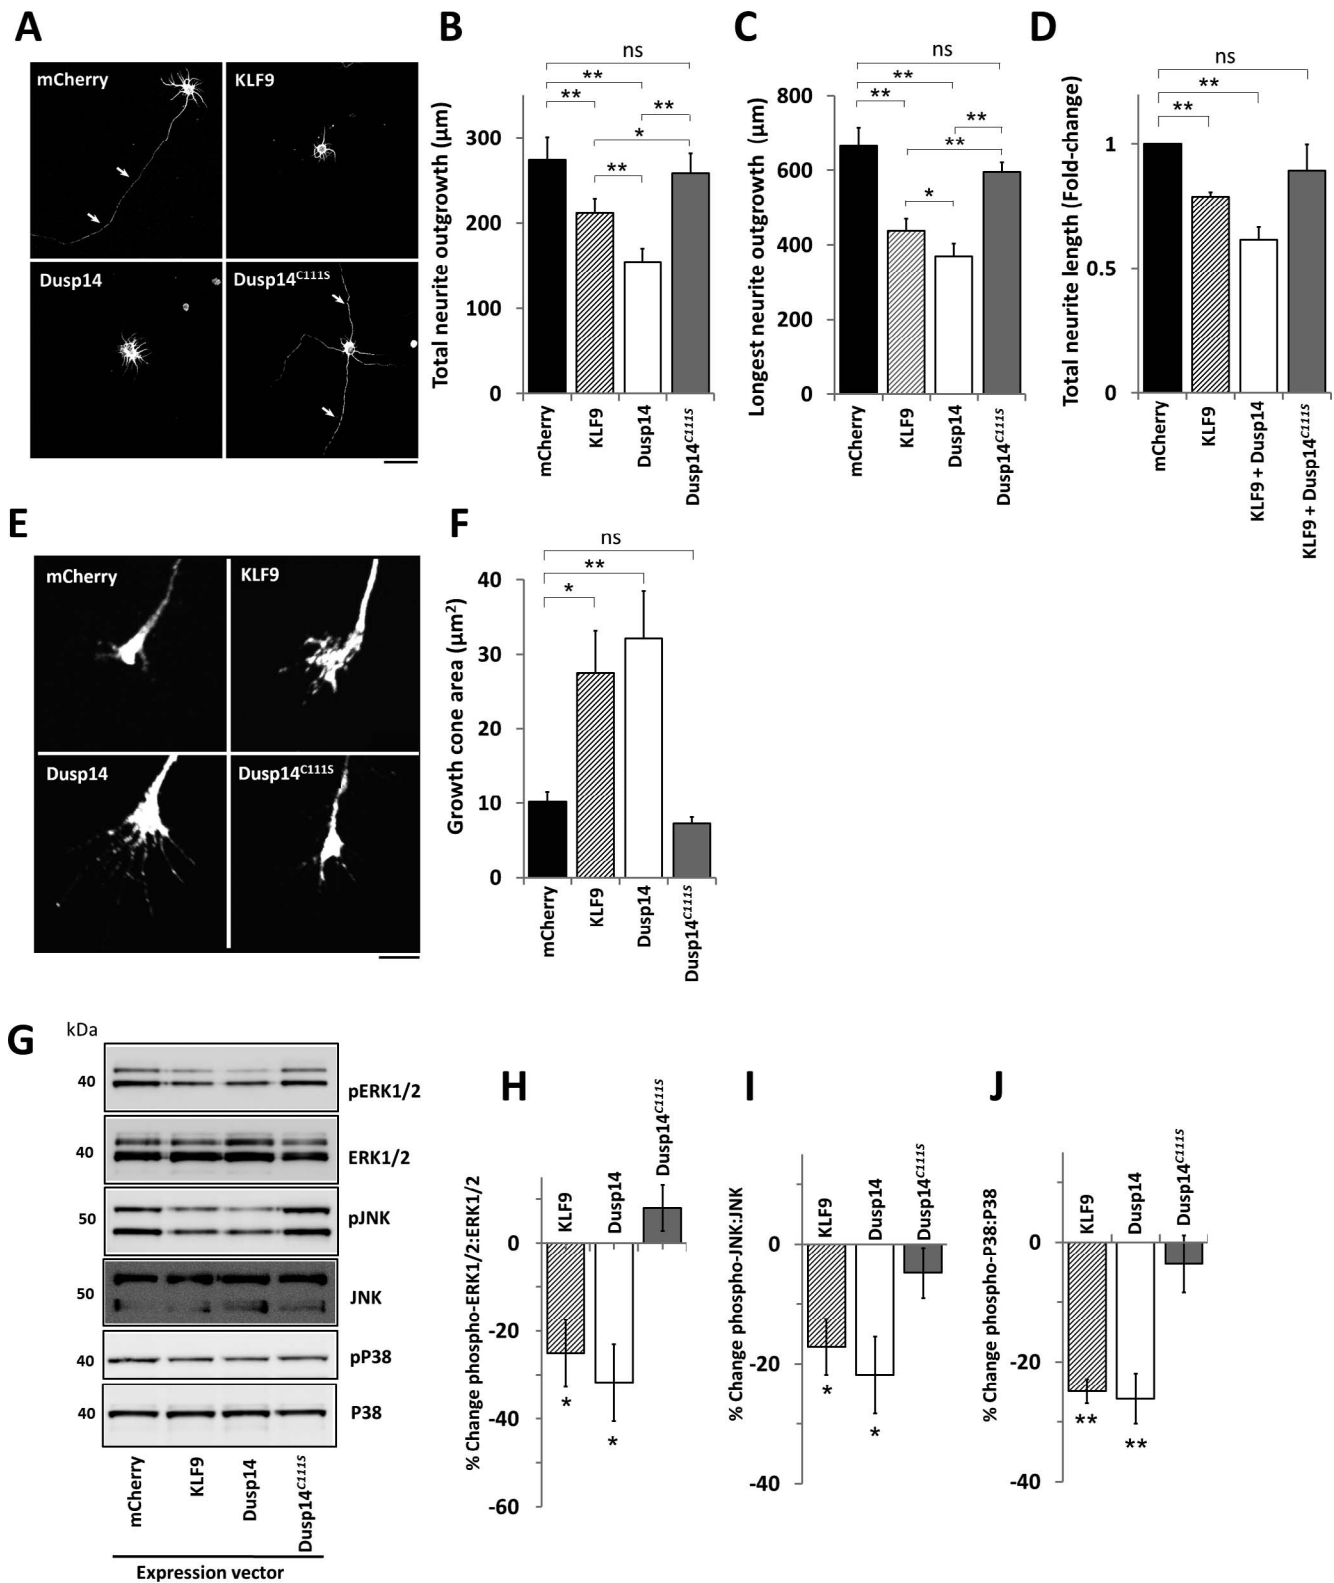 A
mCherry
KLF9
Dusp14
Dusp14C111S
B
ns
**
**
**
*
**
Total neurite outgrowth (µm)
300
200
100
0
mCherry
KLF9
Dusp14
Dusp14C111S
C
ns
**
**
**
**
*
Longest neurite outgrowth (µm)
800
600
400
200
0
mCherry
KLF9
Dusp14
Dusp14C111S
D
ns
**
**
Total neurite length (Fold-change)
1
0.5
0
mCherry
KLF9
KLF9 + Dusp14
KLF9 + Dusp14C111S
E
mCherry
KLF9
Dusp14
Dusp14C111S
F
ns
**
*
Growth cone area (µm2)
40
30
20
10
0
mCherry
KLF9
Dusp14
Dusp14C111S
G
kDa
40
pERK1/2
40
ERK1/2
50
pJNK
50
JNK
40
pP38
40
P38
mCherry
KLF9
Dusp14
Dusp14C111S
Expression vector
H
% Change phospho-ERK1/2:ERK1/2
KLF9
Dusp14
Dusp14C111S
0
-20
-40
-60
*
*
I
% Change phospho-JNK:JNK
KLF9
Dusp14
Dusp14C111S
0
-20
-40
*
*
J
% Change phospho-P38:P38
KLF9
Dusp14
Dusp14C111S
0
-20
-40
**
**